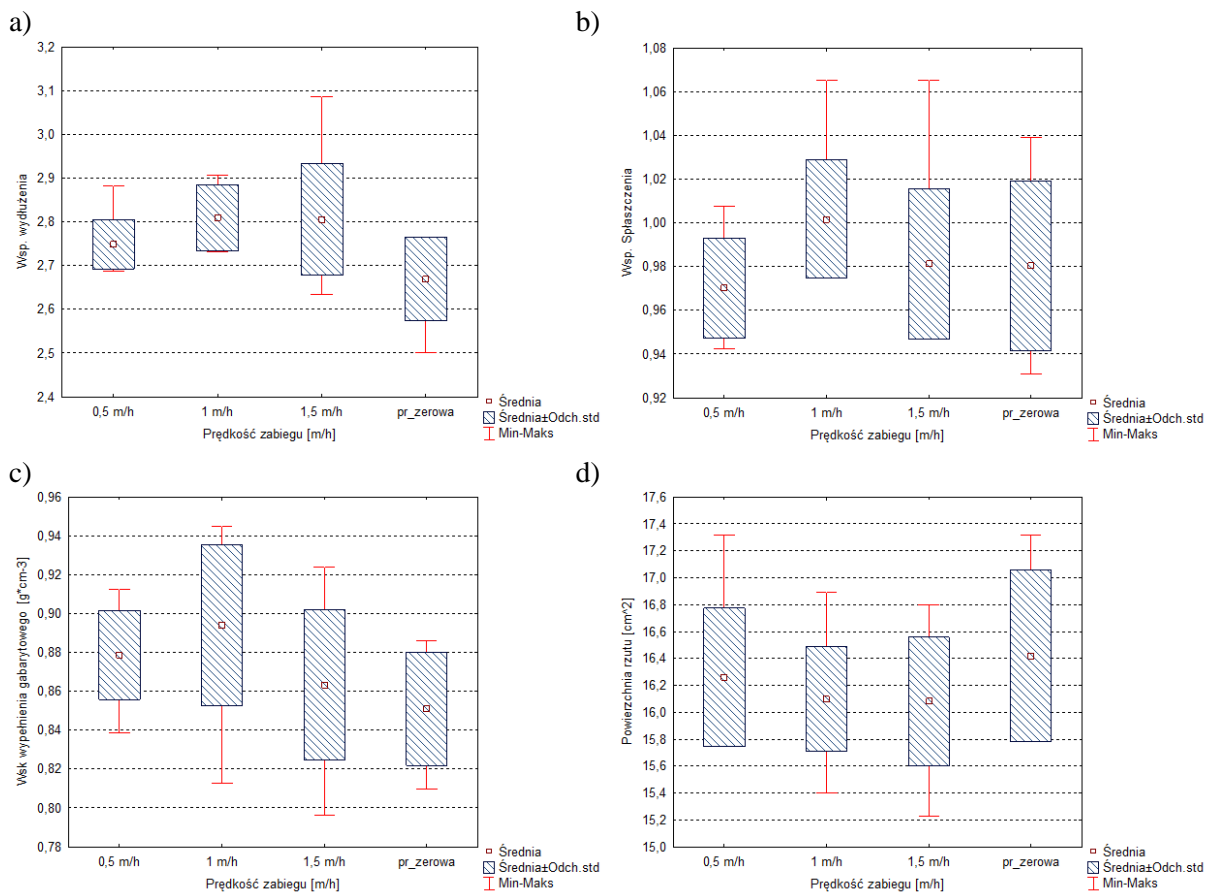 a)
3,2
3,1
3,0
2,9
2,8
2,7
2,6
2,5
2,4
Wsp. wydłużenia
0,5 m/h 1 m/h 1,5 m/h pr_zerowa
Prędkość zabiegu [m/h]
Średnia
Średnia±Odch.std
Min-Maks
b)
1,08
1,06
1,04
1,02
1,00
0,98
0,96
0,94
0,92
Wsp. Spłaszczenia
0,5 m/h 1 m/h 1,5 m/h pr_zerowa
Prędkość zabiegu [m/h]
Średnia
Średnia±Odch.std
Min-Maks
c)
0,96
0,94
0,92
0,90
0,88
0,86
0,84
0,82
0,80
0,78
Wsk wypełnienia gabarytowego [g*cm-3]
0,5 m/h 1 m/h 1,5 m/h pr_zerowa
Prędkość zabiegu [m/h]
Średnia
Średnia±Odch.std
Min-Maks
d)
17,6
17,4
17,2
17,0
16,8
16,6
16,4
16,2
16,0
15,8
15,6
15,4
15,2
15,0
Powierzchnia rzutu [cm^2]
0,5 m/h 1 m/h 1,5 m/h pr_zerowa
Prędkość zabiegu [m/h]
Średnia
Średnia±Odch.std
Min-Maks